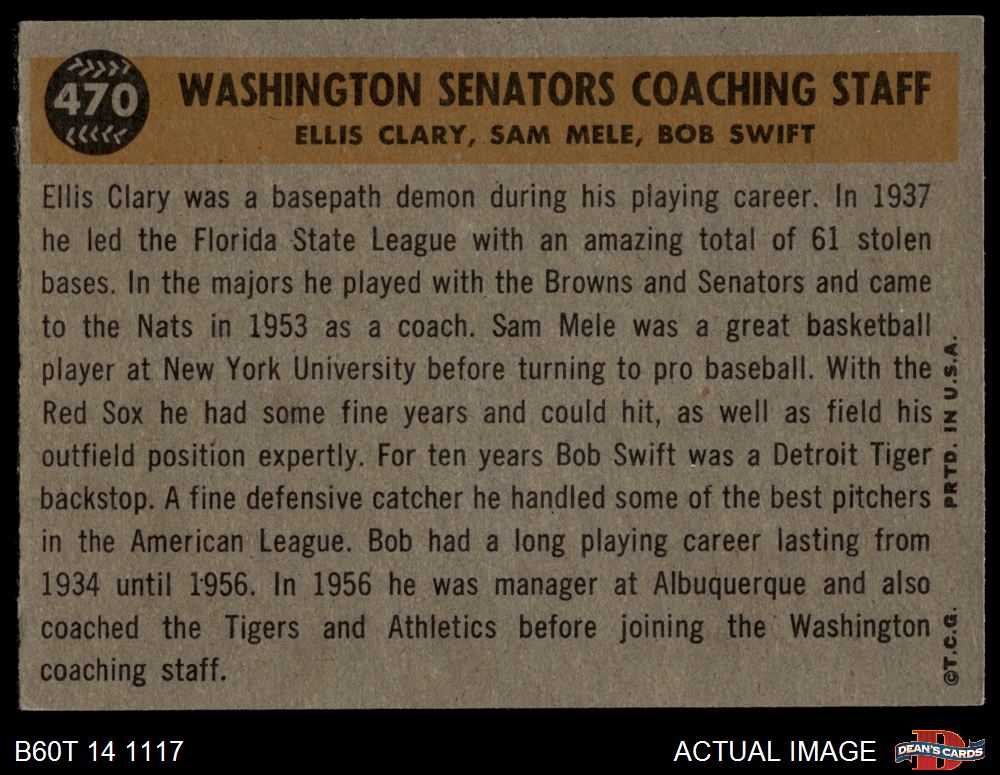 470
WASHINGTON SENATORS COACHING STAFF
ELLIS CLARY, SAM MELE, BOB SWIFT
Ellis Clary was a basepath demon during his playing career. In 1937
he led the Florida State League with an amazing total of 61 stolen
bases. In the majors he played with the Browns and Senators and came
to the Nats in 1953 as a coach. Sam Mele was a great basketball
player at New York University before turning to pro baseball. With the
Red Sox he had some fine years and could hit, as well as field his
outfield position expertly. For ten years Bob Swift was a Detroit Tiger
backstop. A fine defensive catcher he handled some of the best pitchers
in the American League. Bob had a long playing career lasting from
1934 until 1956. In 1956 he was manager at Albuquerque and also
coached the Tigers and Athletics before joining the Washington
coaching staff.
©T.C.G. PRTD. IN U.S.A.
B60T 14 1117
ACTUAL IMAGE
D
DEAN'S CARDS